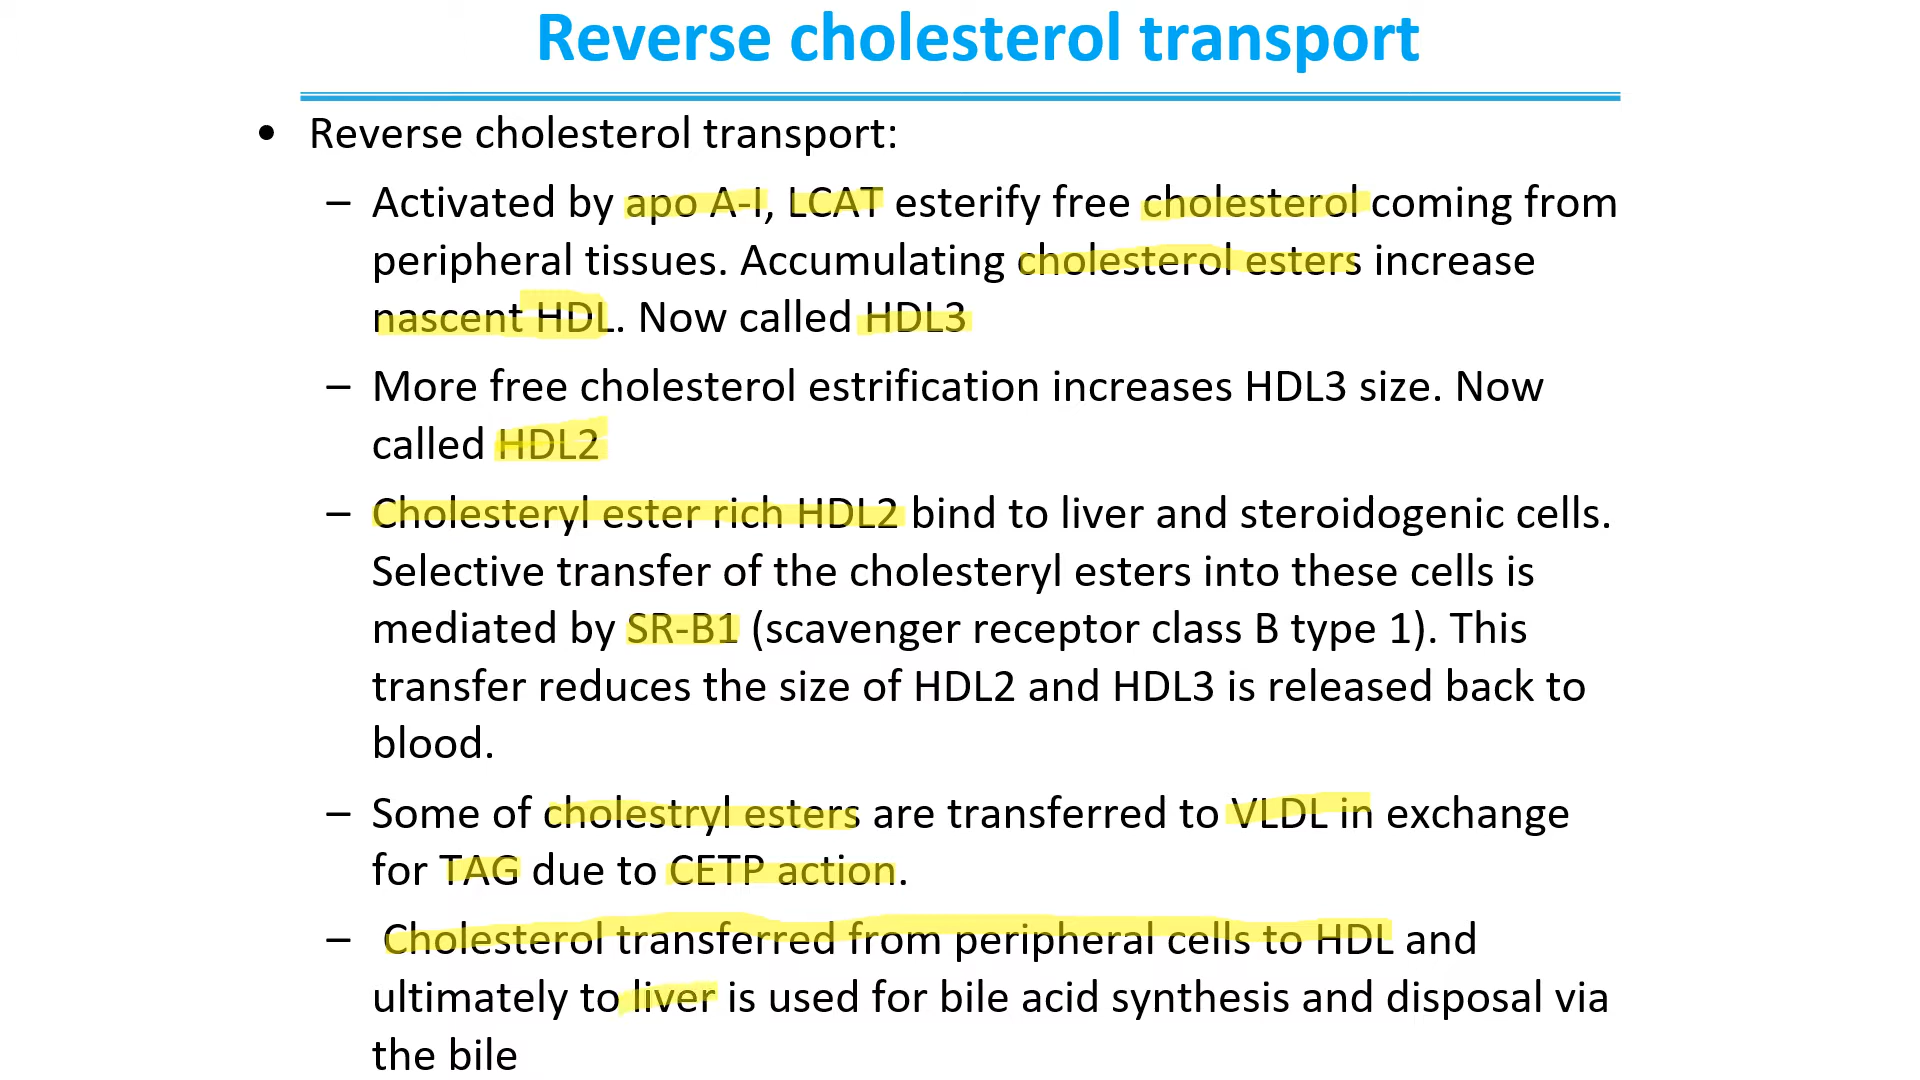 Reverse cholesterol transport
• Reverse cholesterol transport:
– Activated by apo A-I, LCAT esterify free cholesterol coming from
peripheral tissues. Accumulating cholesterol esters increase
nascent HDL. Now called HDL3
– More free cholesterol estrification increases HDL3 size. Now
called HDL2
– Cholesteryl ester rich HDL2 bind to liver and steroidogenic cells.
Selective transfer of the cholesteryl esters into these cells is
mediated by SR-B1 (scavenger receptor class B type 1). This
transfer reduces the size of HDL2 and HDL3 is released back to
blood.
– Some of cholestryl esters are transferred to VLDL in exchange
for TAG due to CETP action.
– Cholesterol transferred from peripheral cells to HDL and
ultimately to liver is used for bile acid synthesis and disposal via
the bile